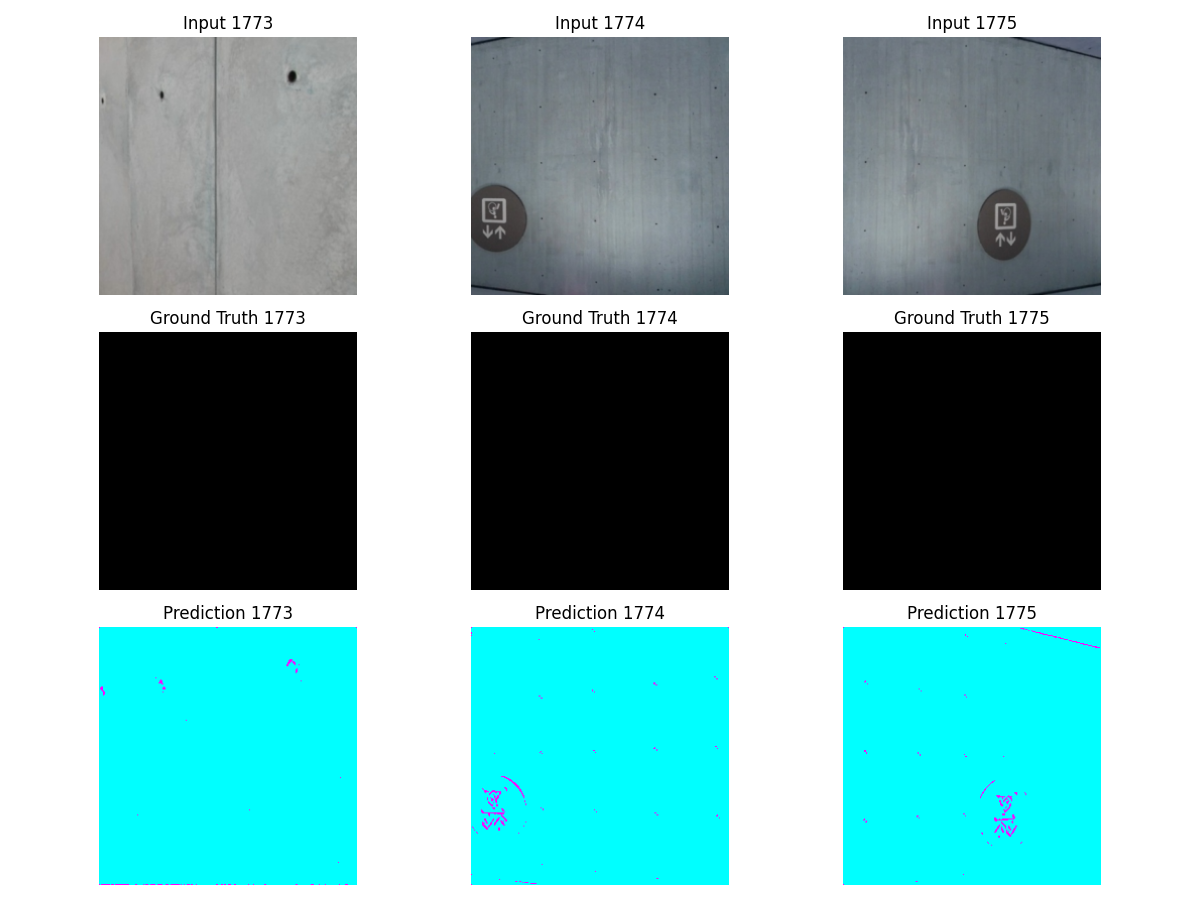 Input 1773
Input 1774
Input 1775
Ground Truth 1773
Ground Truth 1774
Ground Truth 1775
Prediction 1773
Prediction 1774
Prediction 1775